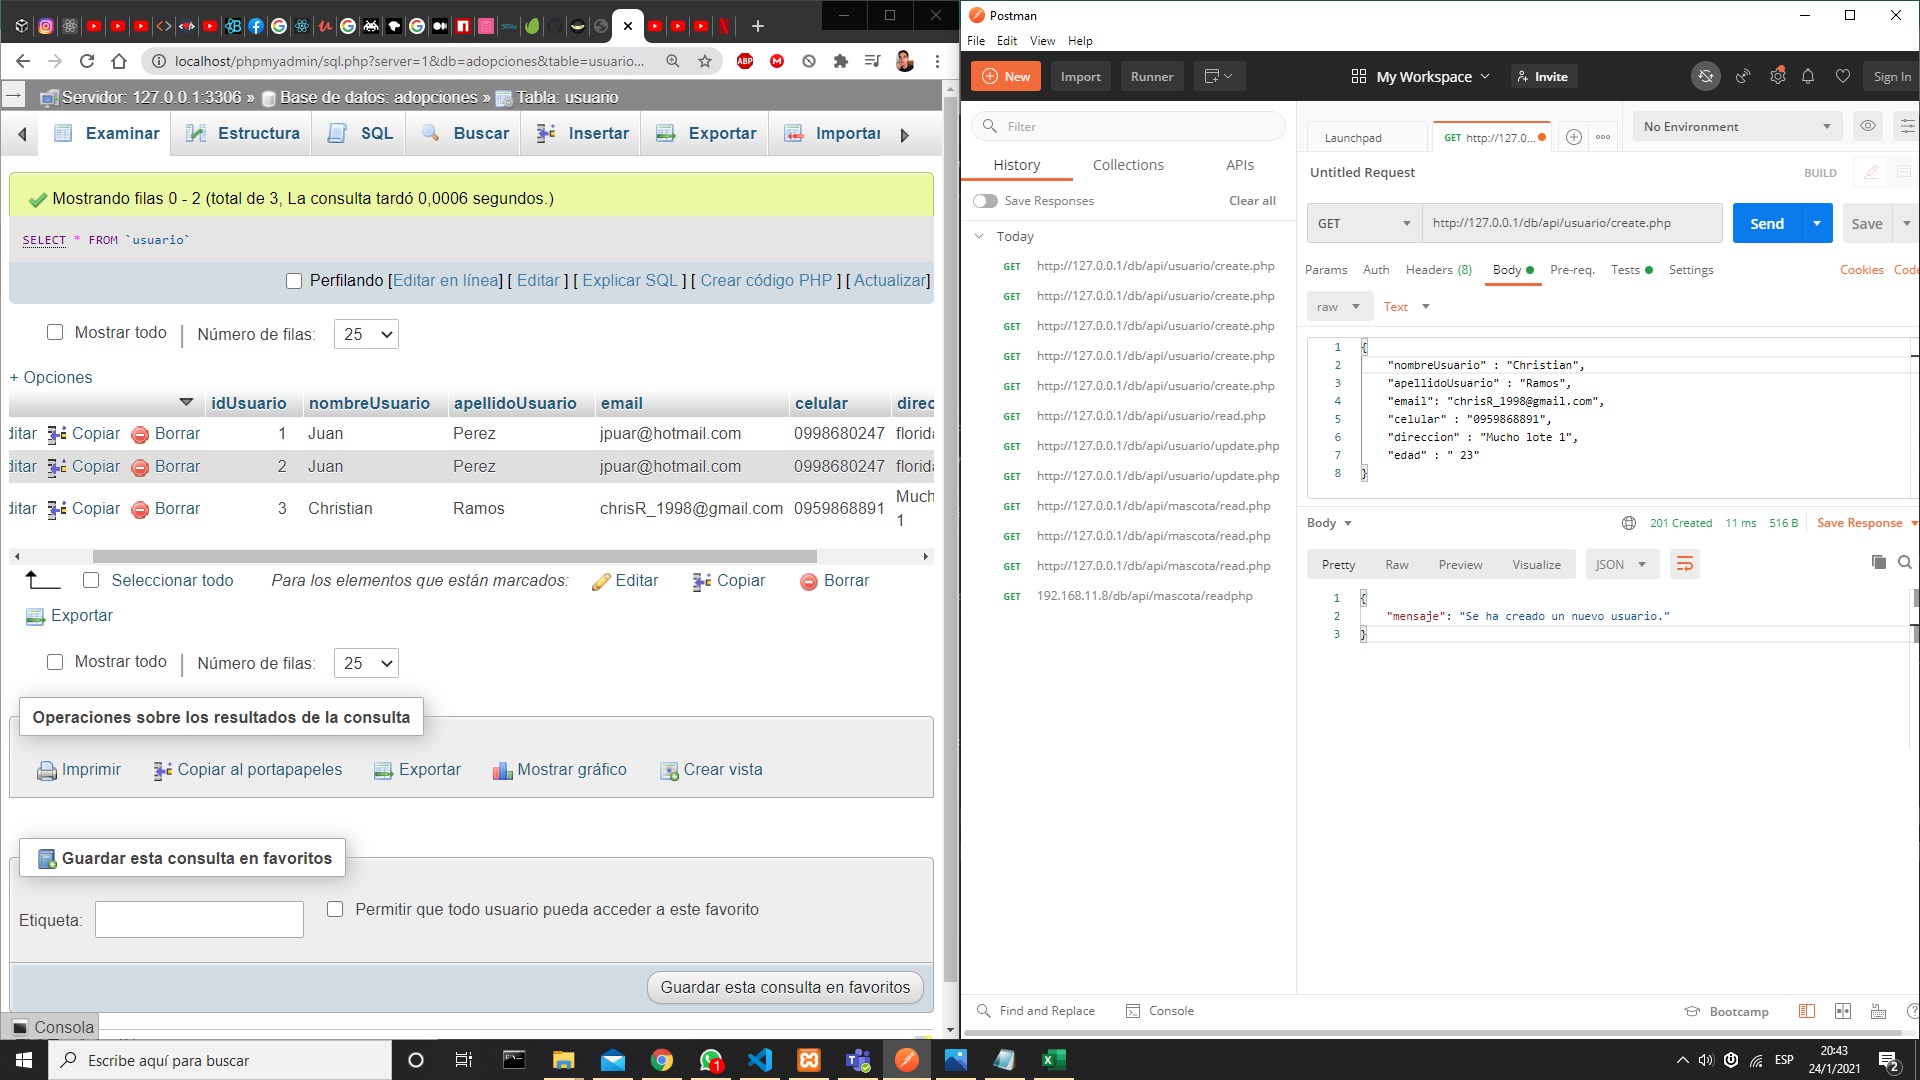 localhost/phpmyadmin/sql.php?server=1&db=adopciones&table=usuario...
Servidor: 127.0.0.1:3306 » Base de datos: adopciones » Tabla: usuario
Examinar Estructura SQL Buscar Insertar Exportar Importar
Mostrando filas 0 - 2 (total de 3, La consulta tardó 0,0006 segundos.)
SELECT * FROM `usuario`
Perfilando [Editar en línea] [ Editar ] [ Explicar SQL ] [ Crear código PHP ] [ Actualizar]
Mostrar todo | Número de filas: 25
+ Opciones
idUsuario nombreUsuario apellidoUsuario email celular direc
ditar Copiar Borrar 1 Juan Perez jpuar@hotmail.com 0998680247 florida
ditar Copiar Borrar 2 Juan Perez jpuar@hotmail.com 0998680247 florida
ditar Copiar Borrar 3 Christian Ramos chrisR_1998@gmail.com 0959868891 Much
1
Seleccionar todo Para los elementos que están marcados: Editar Copiar Borrar
Exportar
Mostrar todo | Número de filas: 25
Operaciones sobre los resultados de la consulta
Imprimir Copiar al portapapeles Exportar Mostrar gráfico Crear vista
Guardar esta consulta en favoritos
Etiqueta: Permitir que todo usuario pueda acceder a este favorito
Guardar esta consulta en favoritos
Consola
Postman
File Edit View Help
New Import Runner My Workspace Invite Sign In
Filter
History Collections APIs
Save Responses Clear all
Today
GET http://127.0.0.1/db/api/usuario/create.php
GET http://127.0.0.1/db/api/usuario/create.php
GET http://127.0.0.1/db/api/usuario/create.php
GET http://127.0.0.1/db/api/usuario/create.php
GET http://127.0.0.1/db/api/usuario/create.php
GET http://127.0.0.1/db/api/usuario/read.php
GET http://127.0.0.1/db/api/usuario/update.php
GET http://127.0.0.1/db/api/usuario/update.php
GET http://127.0.0.1/db/api/mascota/read.php
GET http://127.0.0.1/db/api/mascota/read.php
GET http://127.0.0.1/db/api/mascota/read.php
GET 192.168.11.8/db/api/mascota/readphp
Launchpad GET http://127.0... No Environment
Untitled Request BUILD
GET http://127.0.0.1/db/api/usuario/create.php Send Save
Params Auth Headers (8) Body Pre-req. Tests Settings Cookies Code
raw Text
1 {
2 "nombreUsuario" : "Christian",
3 "apellidoUsuario" : "Ramos",
4 "email": "chrisR_1998@gmail.com",
5 "celular" : "0959868891",
6 "direccion" : "Mucho lote 1",
7 "edad" : " 23"
8 }
Body 201 Created 11 ms 516 B Save Response
Pretty Raw Preview Visualize JSON
1 {
2 "mensaje": "Se ha creado un nuevo usuario."
3 }
Find and Replace Console Bootcamp
Escribe aquí para buscar
1
ESP
20:43
24/1/2021
2